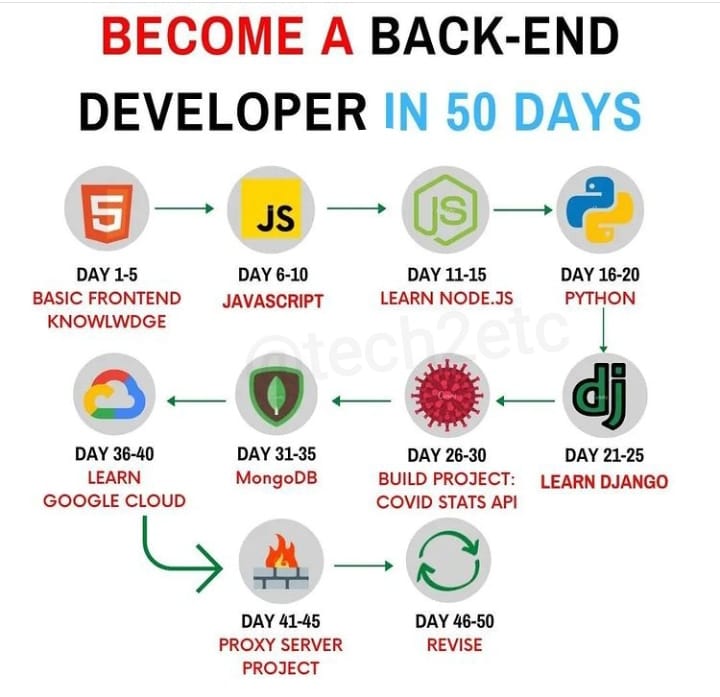 BECOME A BACK-END
DEVELOPER IN 50 DAYS
5
JS
JS
DAY 1-5
BASIC FRONTEND
KNOWLWDGE
DAY 6-10
JAVASCRIPT
DAY 11-15
LEARN NODE.JS
DAY 16-20
PYTHON
@tech2etc
dj
DAY 36-40
LEARN
GOOGLE CLOUD
DAY 31-35
MongoDB
DAY 26-30
BUILD PROJECT:
COVID STATS API
DAY 21-25
LEARN DJANGO
DAY 41-45
PROXY SERVER
PROJECT
DAY 46-50
REVISE